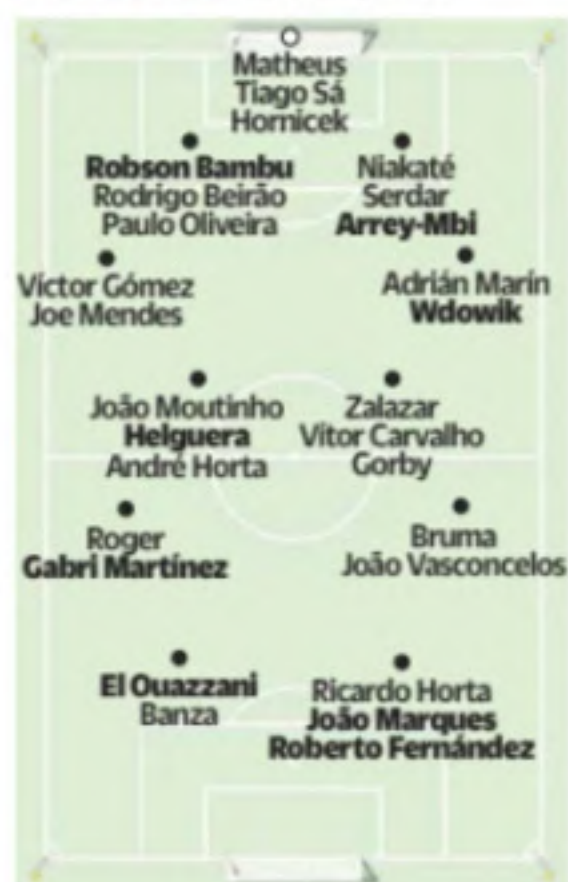 Matheus
Tiago Sá
Hornicek
Robson Bambu
Rodrigo Beirão
Paulo Oliveira
Niakaté
Serdar
Arrey-Mbi
Víctor Gómez
Joe Mendes
Adrián Marín
Wdowik
João Moutinho
Helguera
André Horta
Zalazar
Vítor Carvalho
Gorby
Roger
Gabri Martínez
Bruma
João Vasconcelos
El Ouazzani
Banza
Ricardo Horta
João Marques
Roberto Fernández